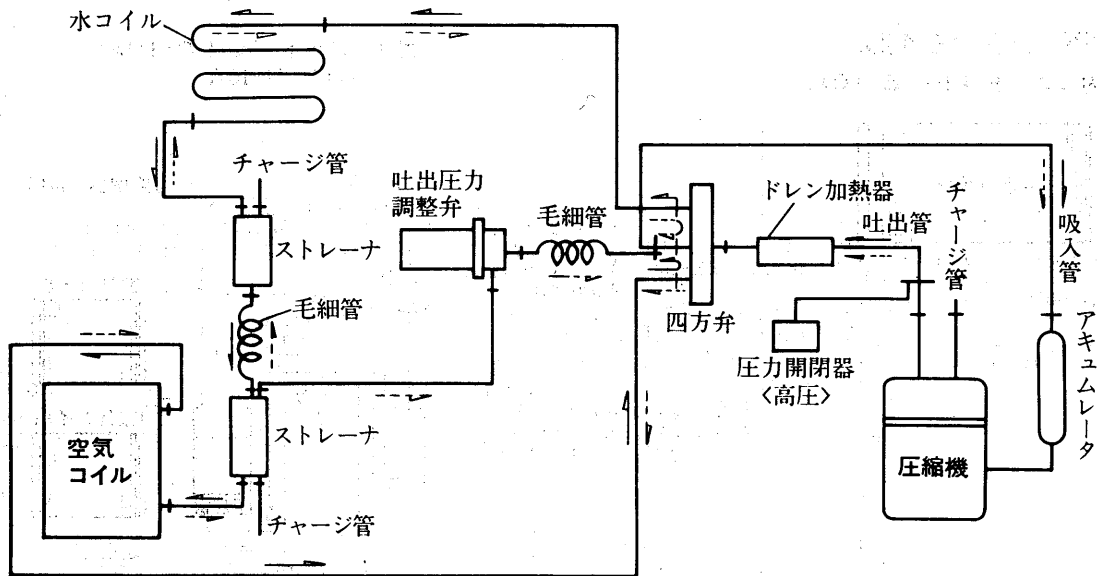 水コイル
チャージ管
吐出圧力
調整弁
毛細管
ドレン加熱器
吐出管
チャージ管
吸入管
ストレーナ
毛細管
四方弁
圧力開閉器
〈高圧〉
アキュムレータ
ストレーナ
空気
コイル
圧縮機
チャージ管